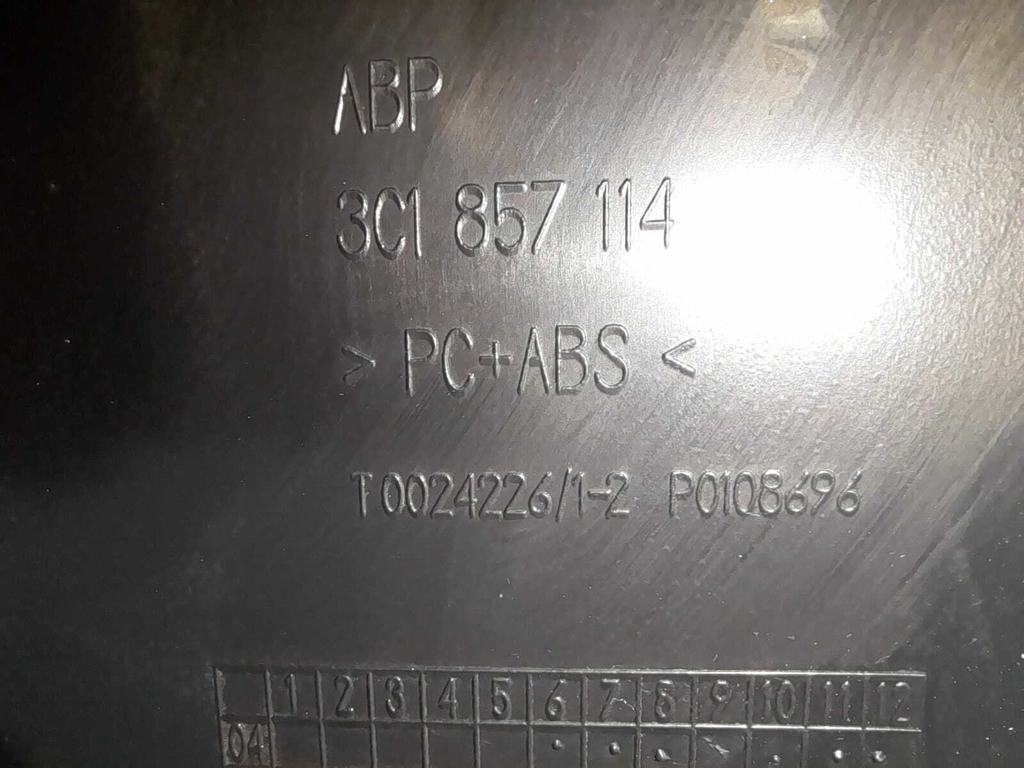 ABP
3C1 857 114
> PC+ABS <
T0024226/1-2 P0108696
1 2 3 4 5 6 7 8 9 10 11 12
04